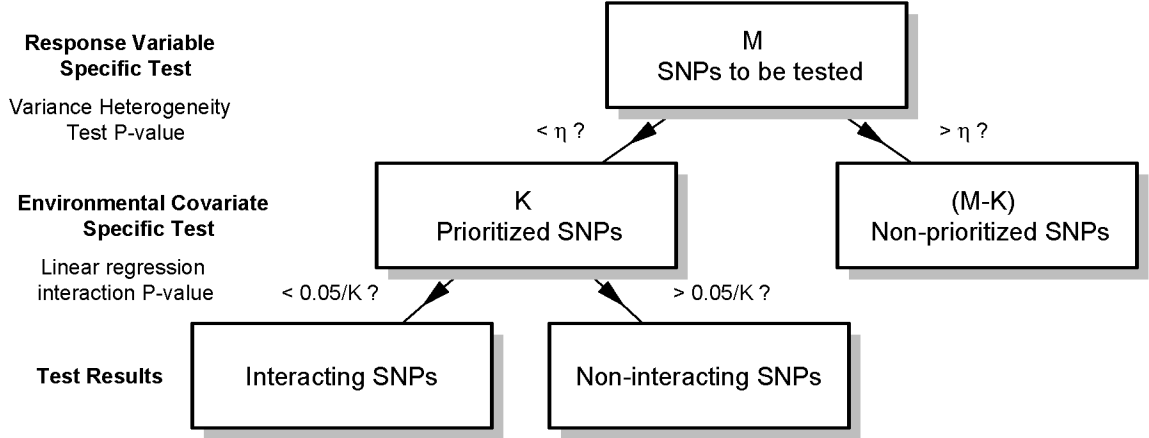 Response Variable
Specific Test
Variance Heterogeneity
Test P-value
M
SNPs to be tested
< η ?
> η ?
Environmental Covariate
Specific Test
Linear regression
interaction P-value
K
Prioritized SNPs
(M-K)
Non-prioritized SNPs
< 0.05/K ?
> 0.05/K ?
Test Results
Interacting SNPs
Non-interacting SNPs